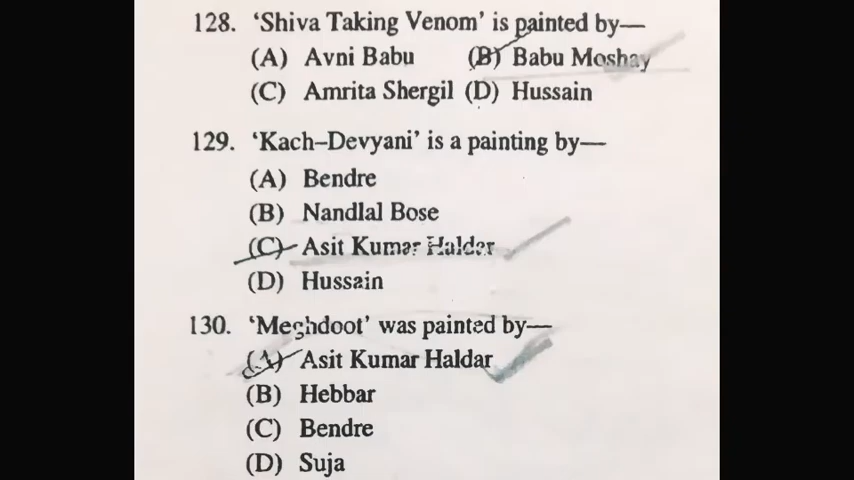 128. ‘Shiva Taking Venom’ is painted by—
(A) Avni Babu (B) Babu Moshay
(C) Amrita Shergil (D) Hussain
129. ‘Kach–Devyani’ is a painting by—
(A) Bendre
(B) Nandlal Bose
(C) Asit Kumar Haldar
(D) Hussain
130. ‘Meghdoot’ was painted by—
(A) Asit Kumar Haldar
(B) Hebbar
(C) Bendre
(D) Suja